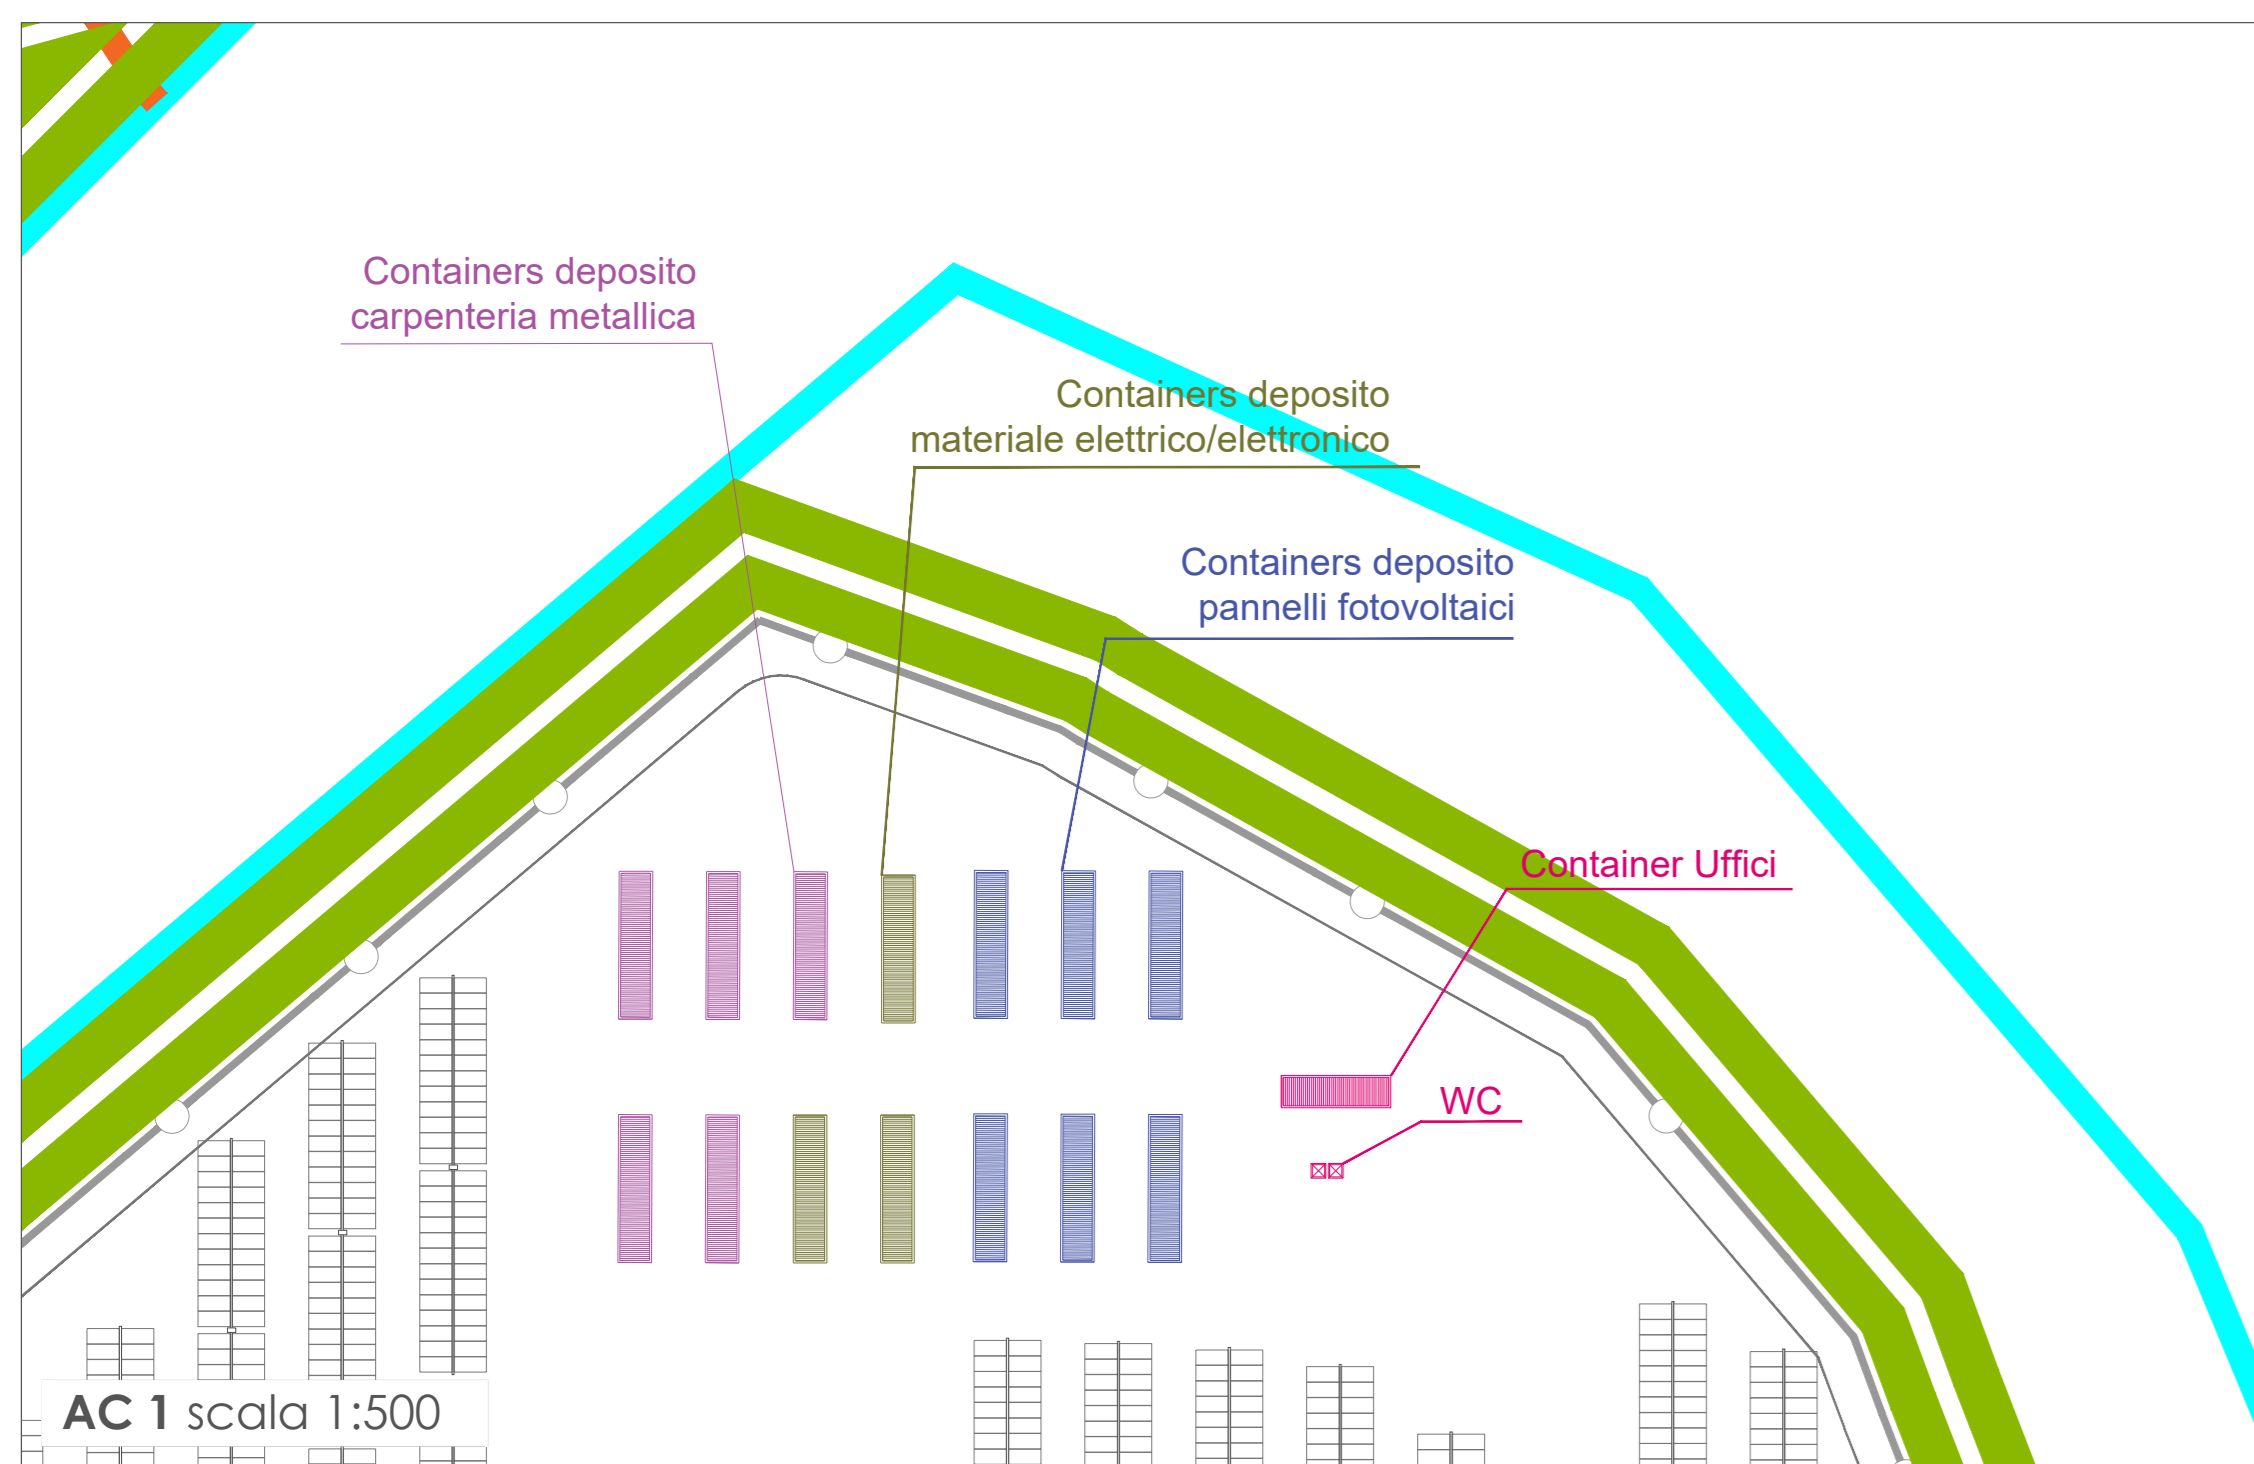 Containers deposito
carpenteria metallica
Containers deposito
materiale elettrico/elettronico
Containers deposito
pannelli fotovoltaici
Container Uffici
WC
AC 1 scala 1:500